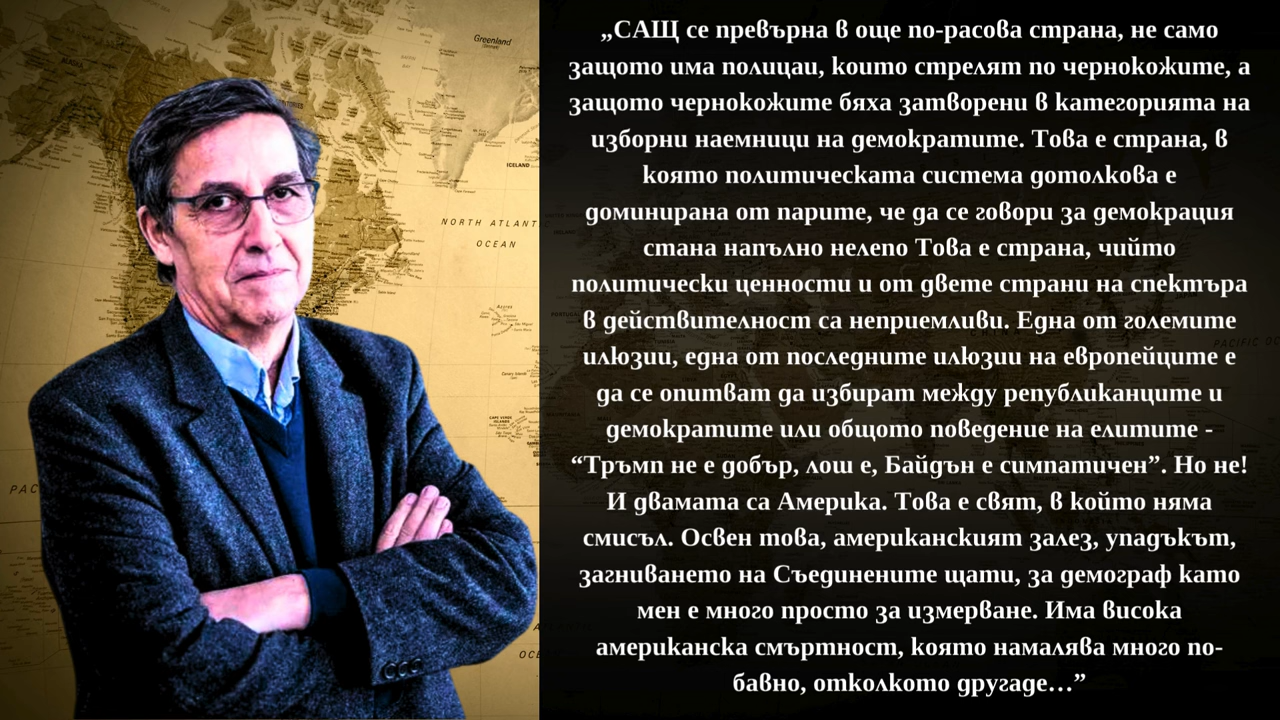 „САЩ се превърна в още по-расова страна, не само
защото има полицаи, които стрелят по чернокожите, а
защото чернокожите бяха затворени в категорията на
изборни наемници на демократите. Това е страна, в
която политическата система дотолкова е
доминирана от парите, че да се говори за демокрация
стана напълно нелепо Това е страна, чийто
политически ценности и от двете страни на спектъра
в действителност са неприемливи. Една от големите
илюзии, една от последните илюзии на европейците е
да се опитват да избират между републиканците и
демократите или общото поведение на елитите -
“Тръмп не е добър, лош е, Байдън е симпатичен”. Но не!
И двамата са Америка. Това е свят, в който няма
смисъл. Освен това, американският залез, упадъкът,
загниването на Съединените щати, за демограф като
мен е много просто за измерване. Има висока
американска смъртност, която намалява много по-
бавно, отколкото другаде…”
Greenland
ICELAND
NORTH ATLANT
OCEAN
PAC
PACIFIC OC